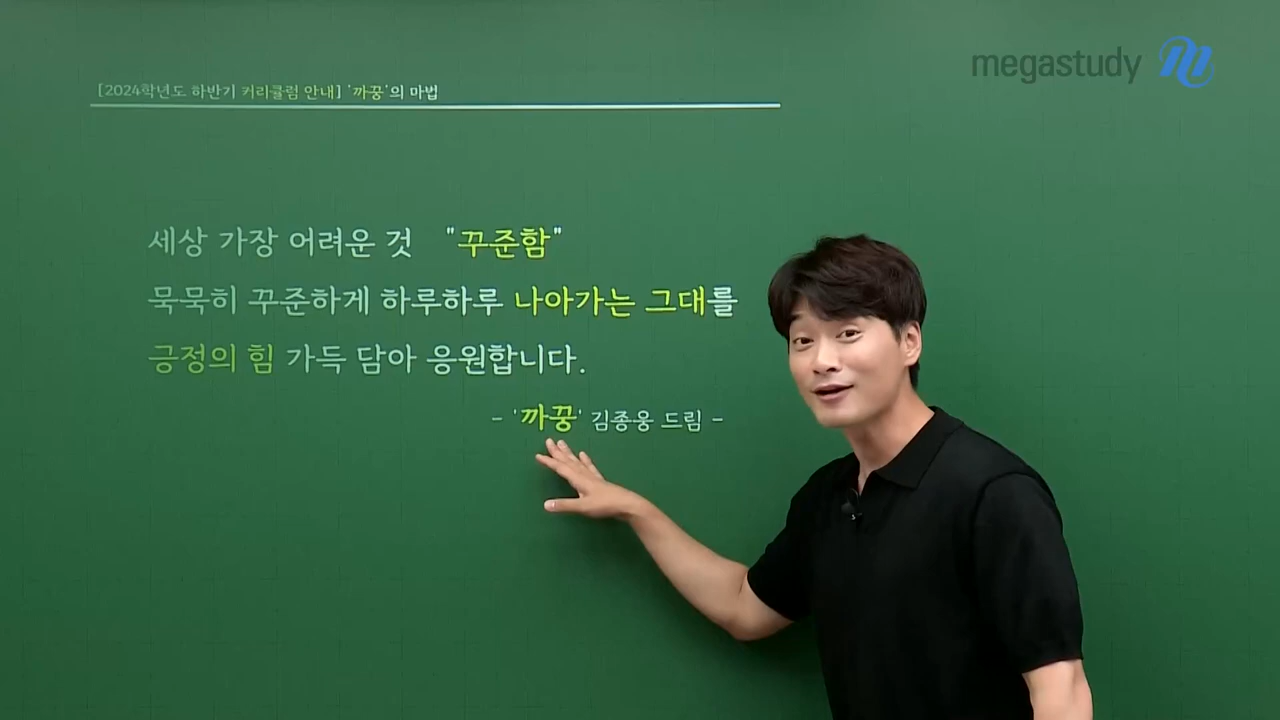 megastudy
[2024학년도 하반기 커리큘럼 안내] '까꿍'의 마법
세상 가장 어려운 것 "꾸준함"
묵묵히 꾸준하게 하루하루 나아가는 그대를
긍정의 힘 가득 담아 응원합니다.
- '까꿍' 김종웅 드림 -